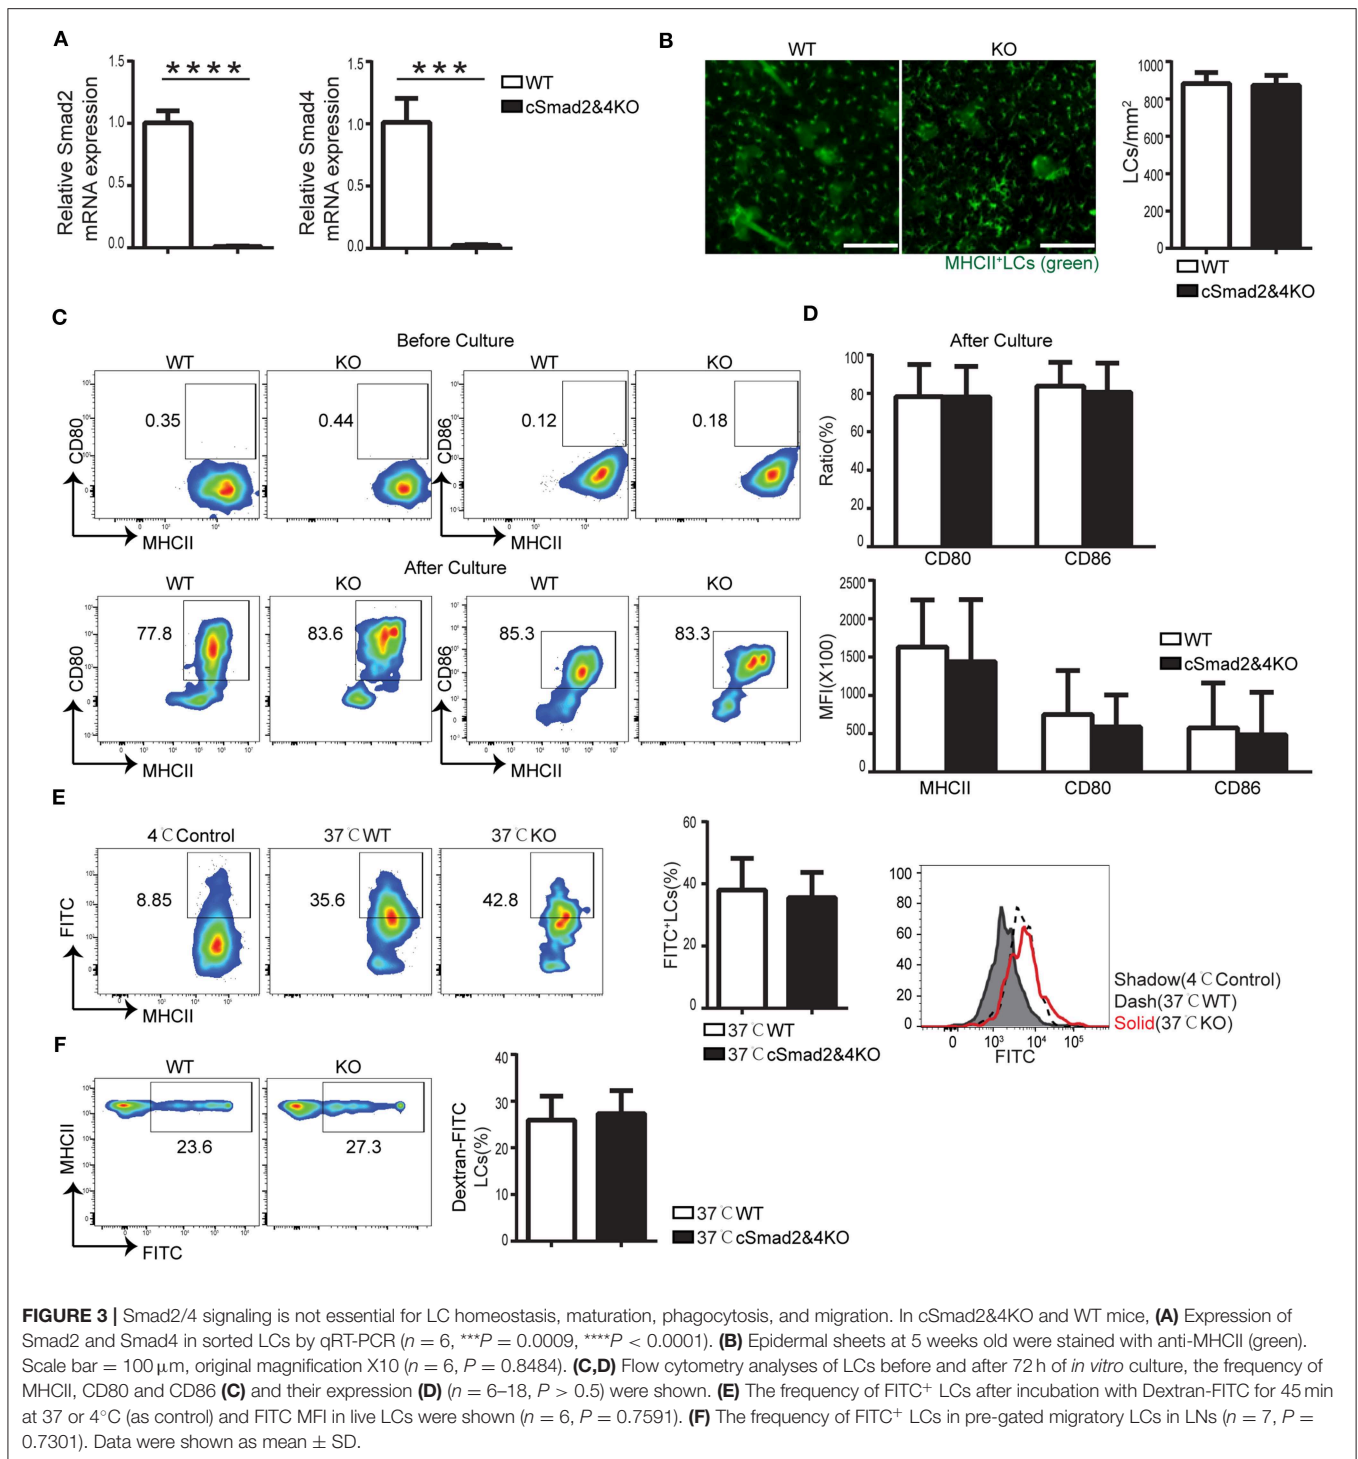 A
Relative Smad2
mRNA expression
1.5
1.0
0.5
0.0
****
Relative Smad4
mRNA expression
1.5
1.0
0.5
0.0
***
WT
cSmad2&4KO
B
WT
KO
MHCII⁺LCs (green)
LCs/mm²
1000
800
600
400
200
0
WT
cSmad2&4KO
C
Before Culture
WT
KO
WT
KO
CD80
0.35
0.44
CD86
0.12
0.18
MHCII
MHCII
After Culture
WT
KO
WT
KO
CD80
77.8
83.6
CD86
85.3
83.3
MHCII
MHCII
D
After Culture
Ratio(%)
100
80
60
40
20
0
CD80
CD86
MFI(X100)
2500
2000
1500
1000
500
0
WT
cSmad2&4KO
MHCII
CD80
CD86
E
4℃Control
37℃WT
37℃KO
FITC
8.85
35.6
42.8
MHCII
FITC⁺LCs(%)
60
40
20
0
37℃WT
37℃cSmad2&4KO
100
80
60
40
20
0
0 10³ 10⁴ 10⁵
FITC
Shadow(4℃Control)
Dash(37℃WT)
Solid(37℃KO)
F
WT
KO
MHCII
23.6
27.3
FITC
Dextran-FITC
LCs(%)
40
30
20
10
0
37℃WT
37℃cSmad2&4KO
FIGURE 3 | Smad2/4 signaling is not essential for LC homeostasis, maturation, phagocytosis, and migration. In cSmad2&4KO and WT mice, (A) Expression of
Smad2 and Smad4 in sorted LCs by qRT-PCR (n = 6, ***P = 0.0009, ****P < 0.0001). (B) Epidermal sheets at 5 weeks old were stained with anti-MHCII (green).
Scale bar = 100 μm, original magnification X10 (n = 6, P = 0.8484). (C,D) Flow cytometry analyses of LCs before and after 72 h of in vitro culture, the frequency of
MHCII, CD80 and CD86 (C) and their expression (D) (n = 6–18, P > 0.5) were shown. (E) The frequency of FITC⁺ LCs after incubation with Dextran-FITC for 45 min
at 37 or 4°C (as control) and FITC MFI in live LCs were shown (n = 6, P = 0.7591). (F) The frequency of FITC⁺ LCs in pre-gated migratory LCs in LNs (n = 7, P =
0.7301). Data were shown as mean ± SD.